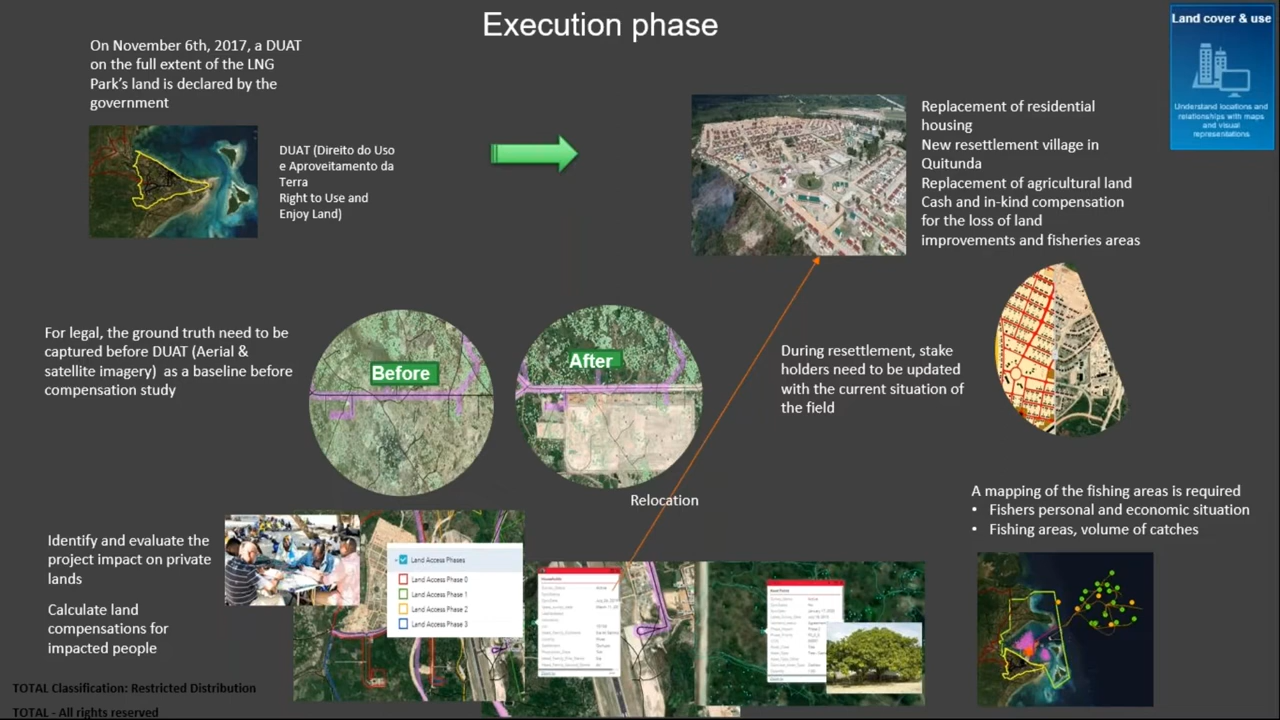 Execution phase
Land cover & use
Understand locations and
relationships with maps
and visual
representations
On November 6th, 2017, a DUAT
on the full extent of the LNG
Park's land is declared by the
government
DUAT (Direito do Uso
e Aproveitamento da
Terra
Right to Use and
Enjoy Land)
Replacement of residential
housing
New resettlement village in
Quitunda
Replacement of agricultural land
Cash and in-kind compensation
for the loss of land
improvements and fisheries areas
For legal, the ground truth need to be
captured before DUAT (Aerial &
satellite imagery) as a baseline before
compensation study
Before
After
During resettlement, stake
holders need to be updated
with the current situation of
the field
Relocation
A mapping of the fishing areas is required
• Fishers personal and economic situation
• Fishing areas, volume of catches
Identify and evaluate the
project impact on private
lands
Calculate land
compensations for
impacted people
Land Access Phases
Land Access Phase 0
Land Access Phase 1
Land Access Phase 2
Land Access Phase 3
Households
TOTAL Classification: Restricted Distribution
TOTAL - All rights reserved